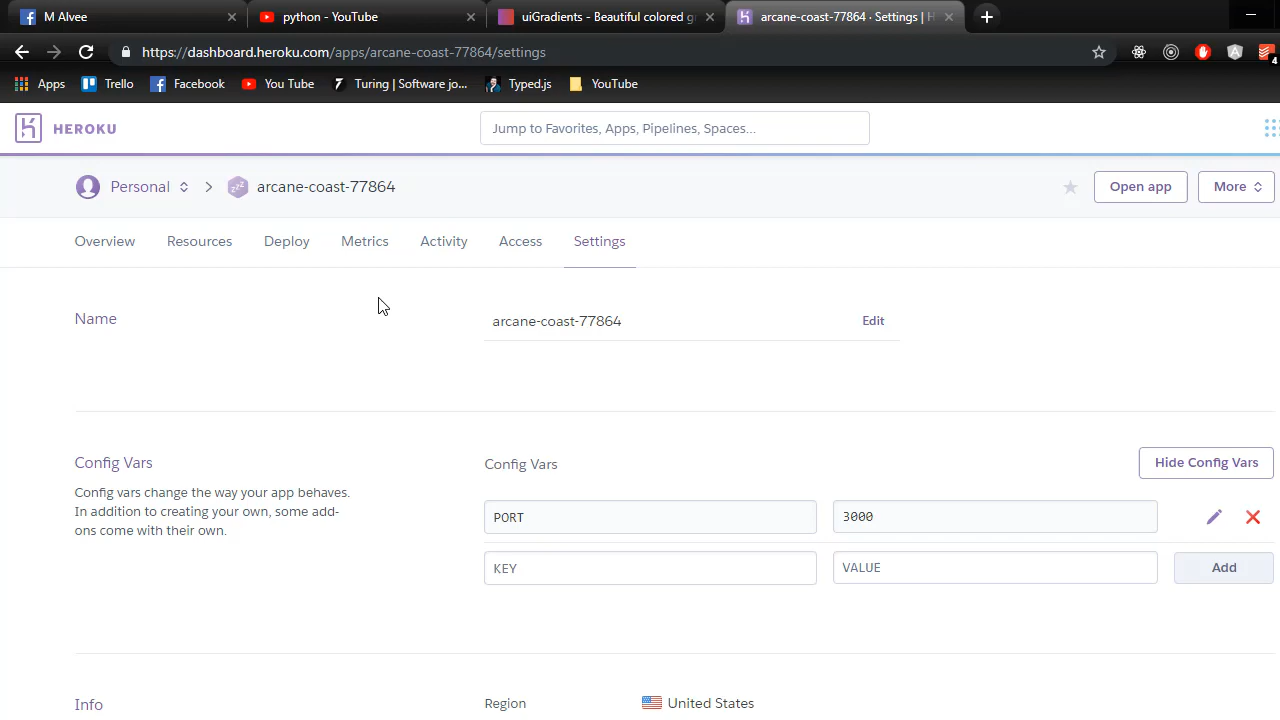 M Alvee
python - YouTube
uiGradients - Beautiful colored g
arcane-coast-77864 · Settings | H
https://dashboard.heroku.com/apps/arcane-coast-77864/settings
4
Apps
Trello
Facebook
You Tube
Turing | Software jo...
Typed.js
YouTube
HEROKU
Jump to Favorites, Apps, Pipelines, Spaces...
Personal
arcane-coast-77864
Open app
More
Overview
Resources
Deploy
Metrics
Activity
Access
Settings
Name
arcane-coast-77864
Edit
Config Vars
Config vars change the way your app behaves.
In addition to creating your own, some add-
ons come with their own.
Config Vars
Hide Config Vars
PORT
3000
KEY
VALUE
Add
Info
Region
United States